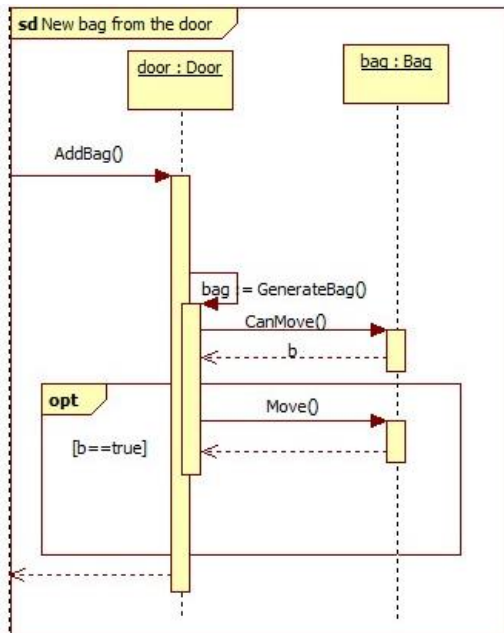 sd New bag from the door
door : Door
bag : Bag
AddBag()
bag := GenerateBag()
CanMove()
b
opt
Move()
[b==true]